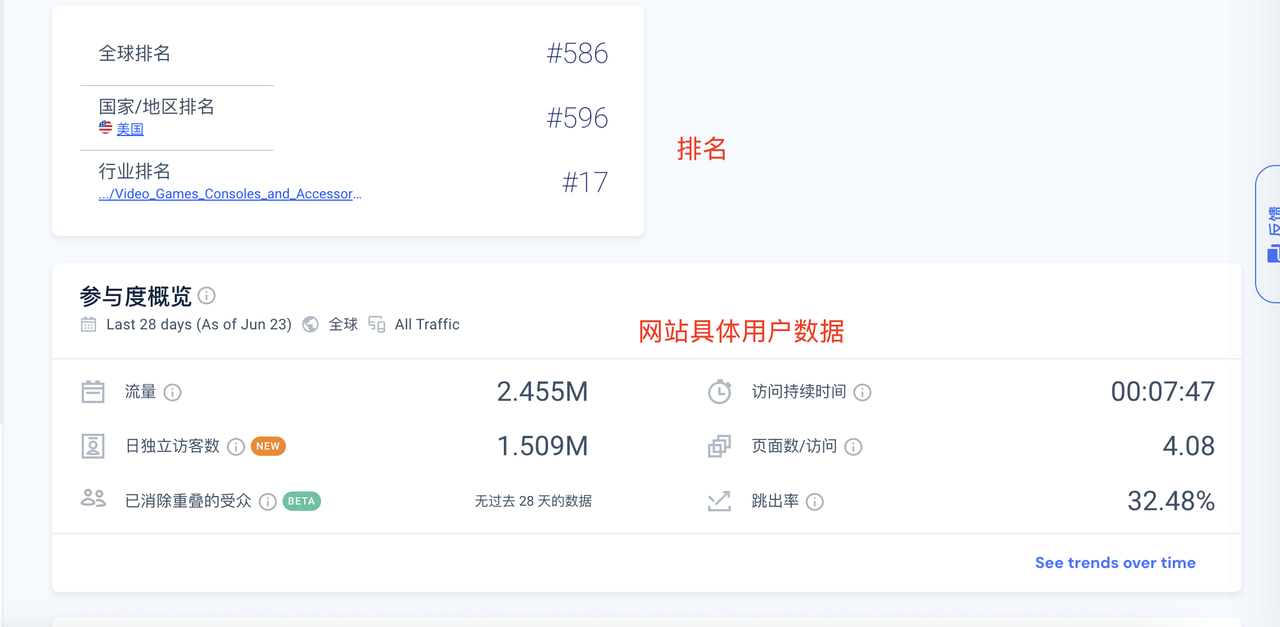 全球排名 #586
国家/地区排名 #596
美国
行业排名 #17
.../Video_Games_Consoles_and_Accessor...
排名
反馈
参与度概览
Last 28 days (As of Jun 23) 全球 All Traffic
网站具体用户数据
流量 2.455M 访问持续时间 00:07:47
日独立访客数 NEW 1.509M 页面数/访问 4.08
已消除重叠的受众 BETA 无过去 28 天的数据 跳出率 32.48%
See trends over time